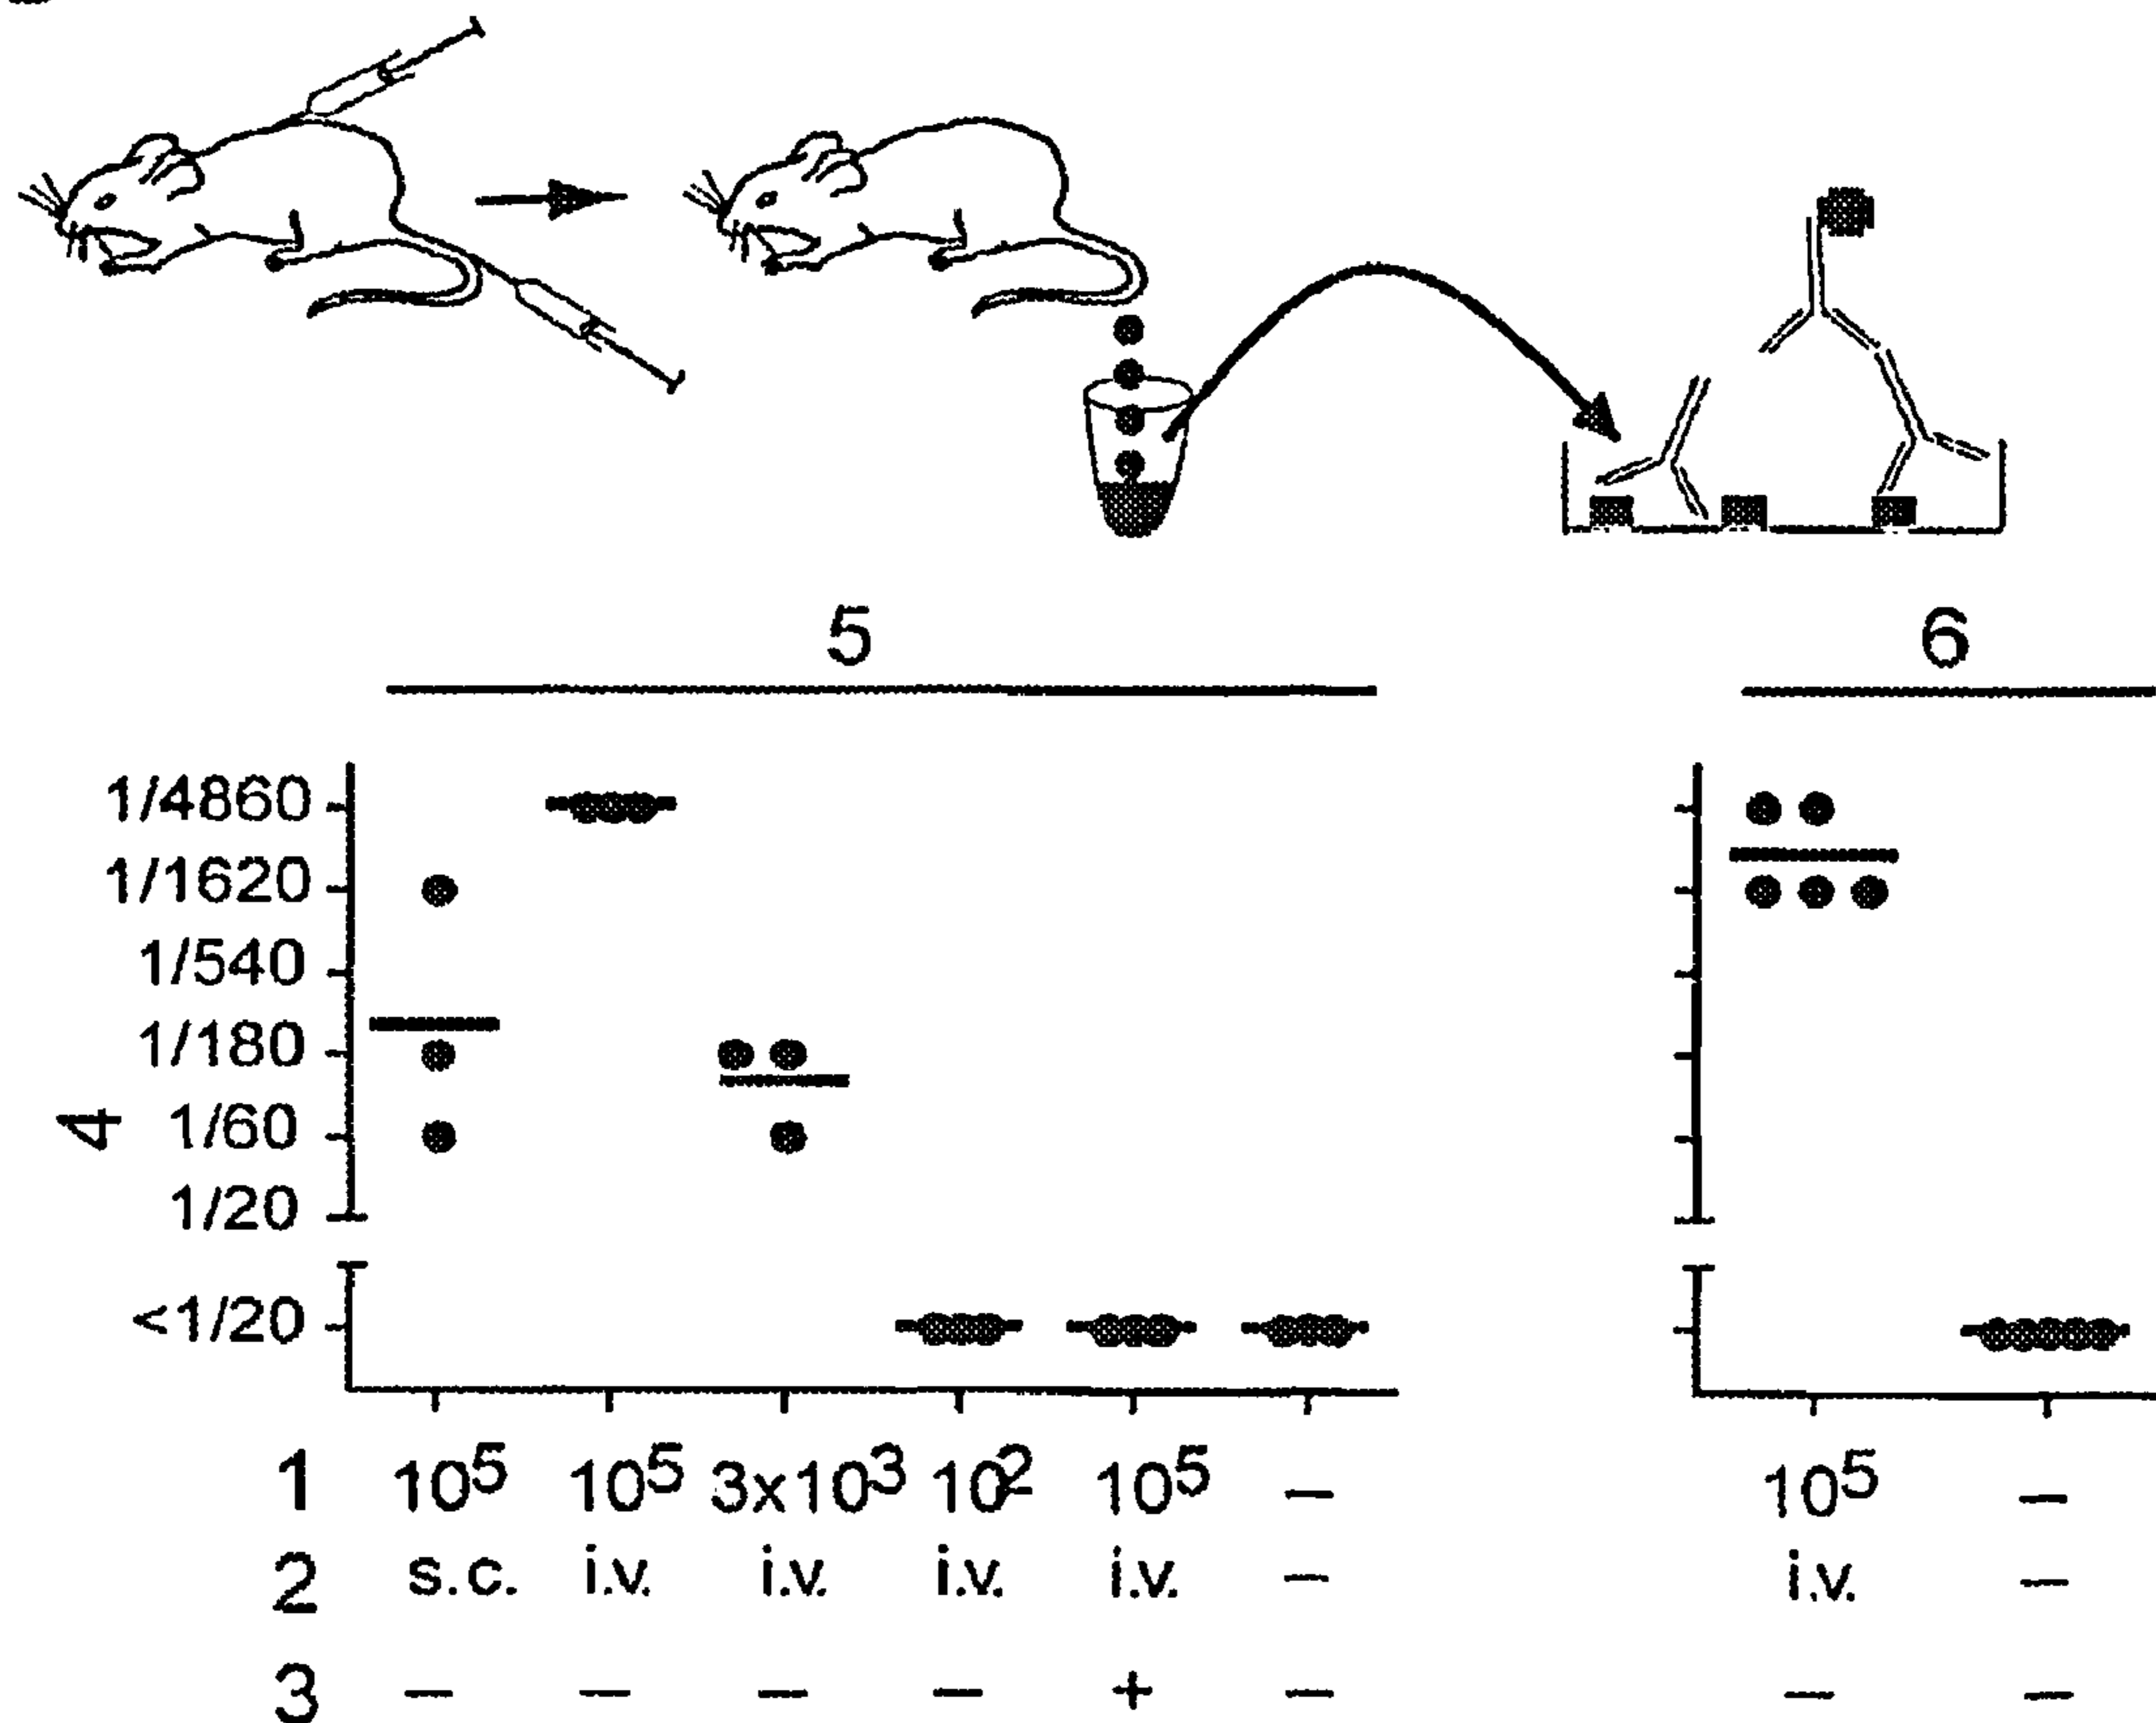 5 6
1/4860
1/1620
1/540
1/180
4 1/60
1/20
<1/20
1 10⁵ 10⁵ 3x10³ 10² 10⁵ – 10⁵ –
2 s.c. i.v. i.v. i.v. i.v. – i.v. –
3 – – – – + – – –